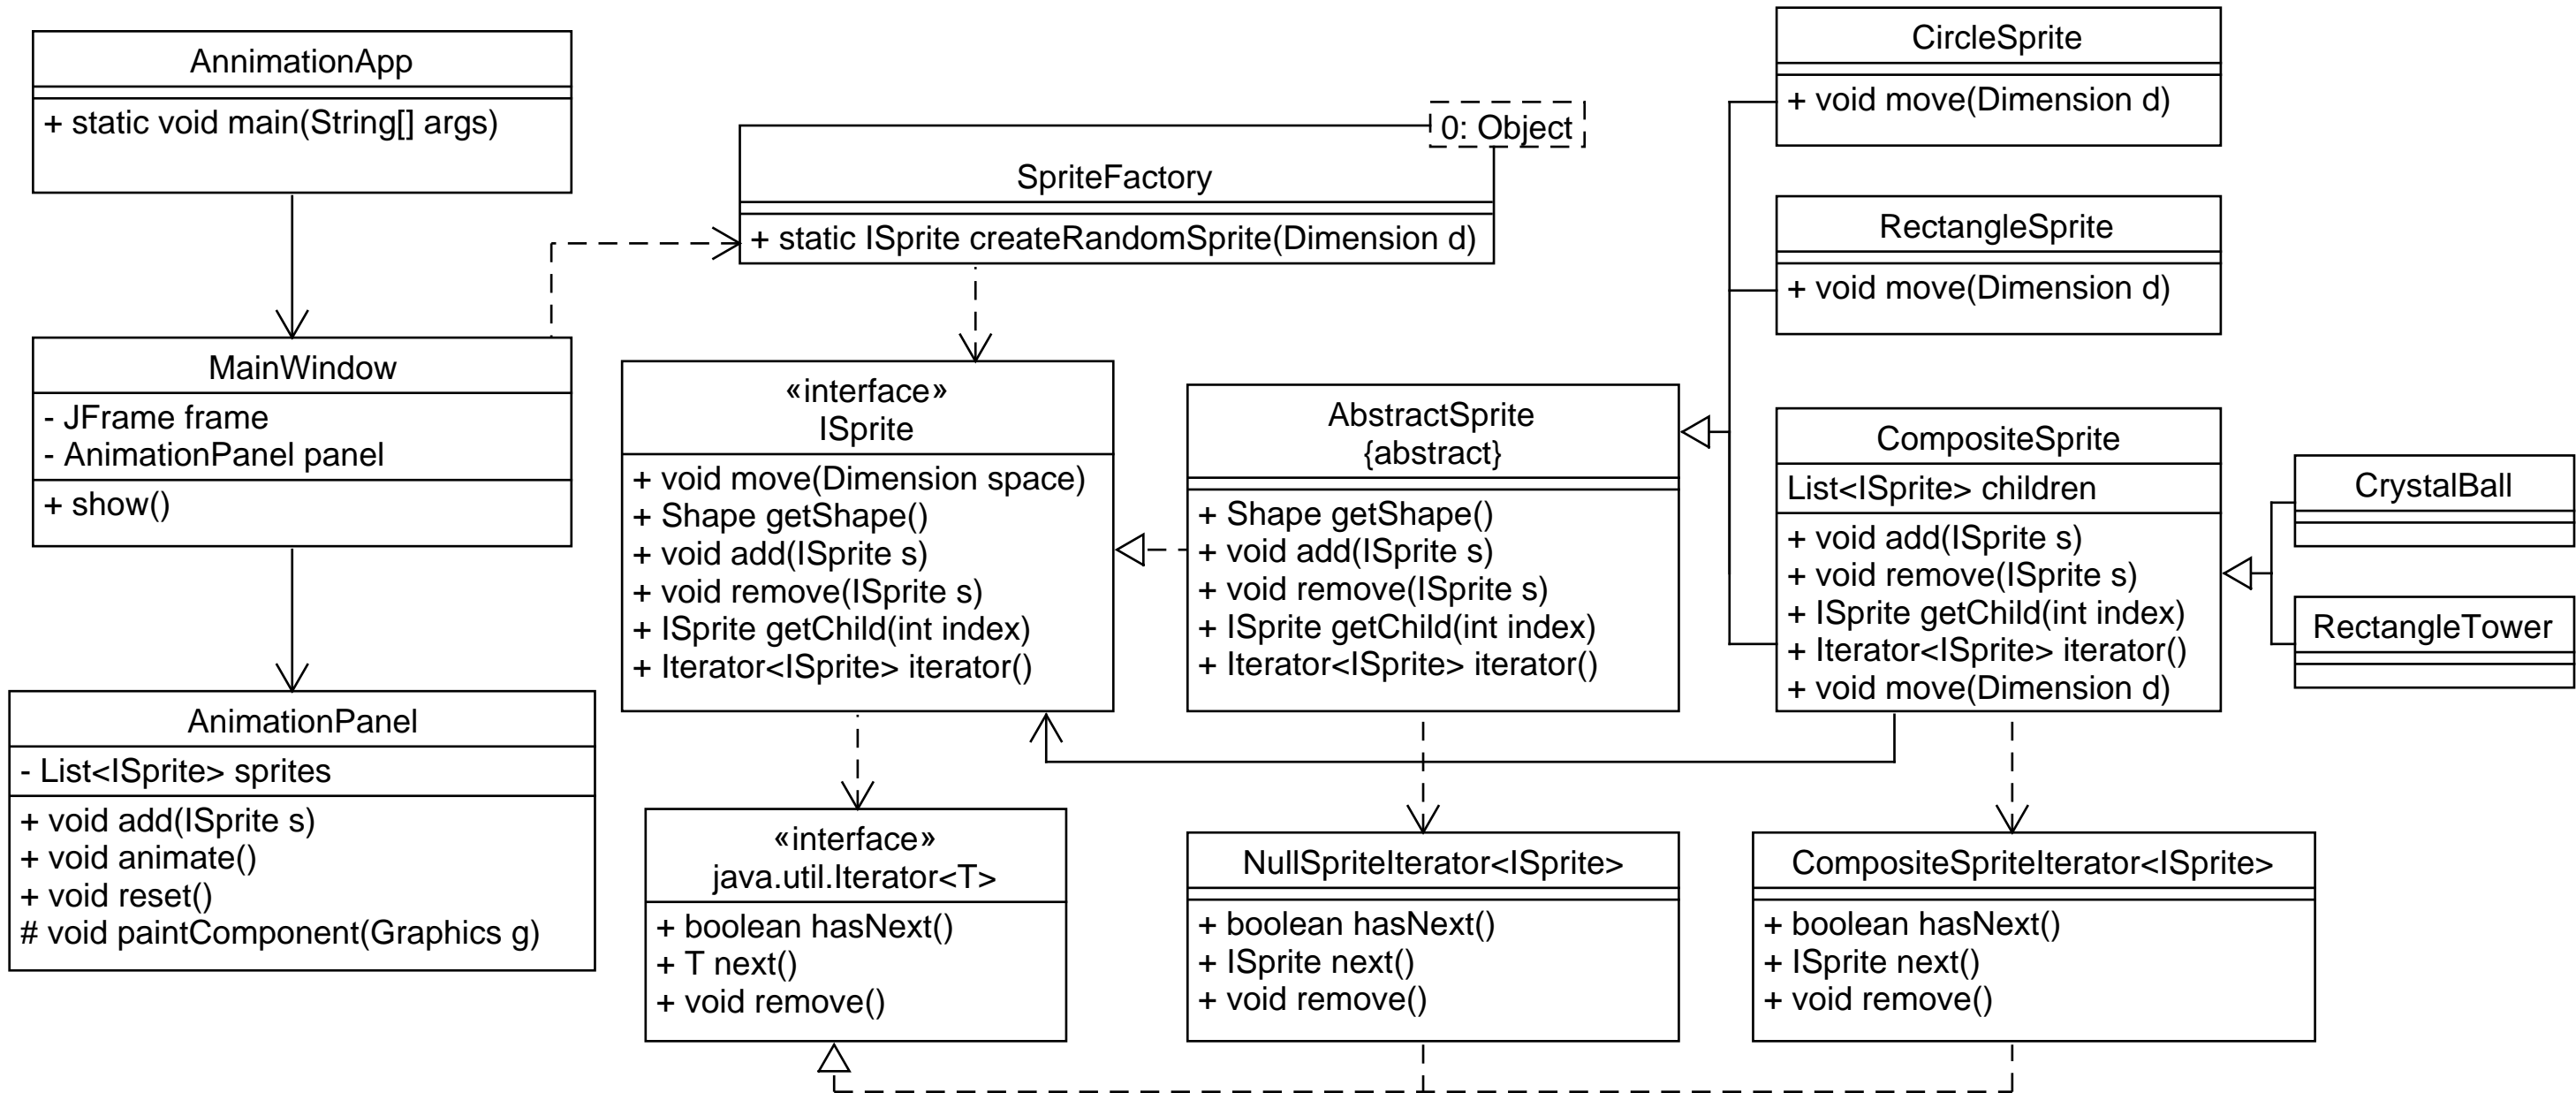 AnnimationApp
+ static void main(String[] args)
MainWindow
- JFrame frame
- AnimationPanel panel
+ show()
AnimationPanel
- List<ISprite> sprites
+ void add(ISprite s)
+ void animate()
+ void reset()
# void paintComponent(Graphics g)
0: Object
SpriteFactory
+ static ISprite createRandomSprite(Dimension d)
«interface»
ISprite
+ void move(Dimension space)
+ Shape getShape()
+ void add(ISprite s)
+ void remove(ISprite s)
+ ISprite getChild(int index)
+ Iterator<ISprite> iterator()
«interface»
java.util.Iterator<T>
+ boolean hasNext()
+ T next()
+ void remove()
AbstractSprite
{abstract}
+ Shape getShape()
+ void add(ISprite s)
+ void remove(ISprite s)
+ ISprite getChild(int index)
+ Iterator<ISprite> iterator()
NullSpriteIterator<ISprite>
+ boolean hasNext()
+ ISprite next()
+ void remove()
CircleSprite
+ void move(Dimension d)
RectangleSprite
+ void move(Dimension d)
CompositeSprite
List<ISprite> children
+ void add(ISprite s)
+ void remove(ISprite s)
+ ISprite getChild(int index)
+ Iterator<ISprite> iterator()
+ void move(Dimension d)
CompositeSpriteIterator<ISprite>
+ boolean hasNext()
+ ISprite next()
+ void remove()
CrystalBall
RectangleTower